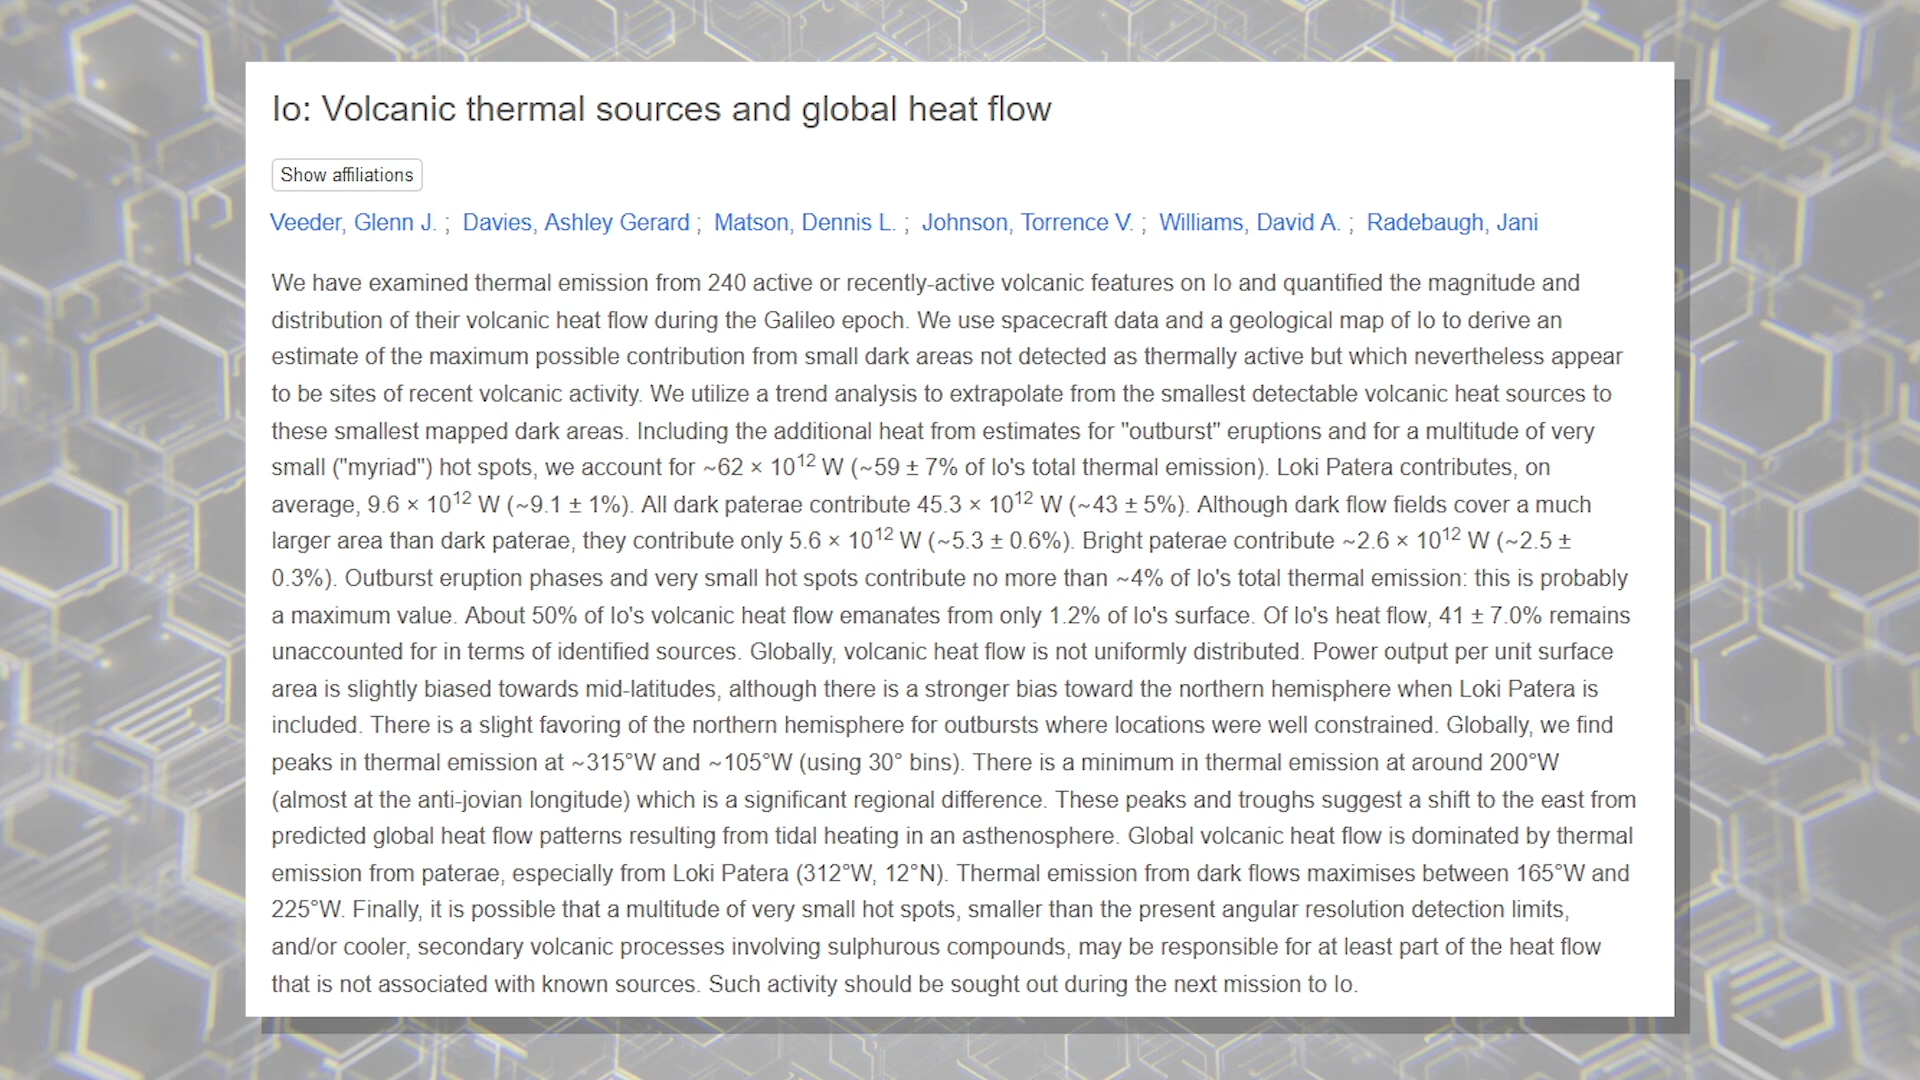 Io: Volcanic thermal sources and global heat flow
Show affiliations
Veeder, Glenn J. ; Davies, Ashley Gerard ; Matson, Dennis L. ; Johnson, Torrence V. ; Williams, David A. ; Radebaugh, Jani
We have examined thermal emission from 240 active or recently-active volcanic features on Io and quantified the magnitude and
distribution of their volcanic heat flow during the Galileo epoch. We use spacecraft data and a geological map of Io to derive an
estimate of the maximum possible contribution from small dark areas not detected as thermally active but which nevertheless appear
to be sites of recent volcanic activity. We utilize a trend analysis to extrapolate from the smallest detectable volcanic heat sources to
these smallest mapped dark areas. Including the additional heat from estimates for "outburst" eruptions and for a multitude of very
small ("myriad") hot spots, we account for ~62 × 10¹² W (~59 ± 7% of Io's total thermal emission). Loki Patera contributes, on
average, 9.6 × 10¹² W (~9.1 ± 1%). All dark paterae contribute 45.3 × 10¹² W (~43 ± 5%). Although dark flow fields cover a much
larger area than dark paterae, they contribute only 5.6 × 10¹² W (~5.3 ± 0.6%). Bright paterae contribute ~2.6 × 10¹² W (~2.5 ±
0.3%). Outburst eruption phases and very small hot spots contribute no more than ~4% of Io's total thermal emission: this is probably
a maximum value. About 50% of Io's volcanic heat flow emanates from only 1.2% of Io's surface. Of Io's heat flow, 41 ± 7.0% remains
unaccounted for in terms of identified sources. Globally, volcanic heat flow is not uniformly distributed. Power output per unit surface
area is slightly biased towards mid-latitudes, although there is a stronger bias toward the northern hemisphere when Loki Patera is
included. There is a slight favoring of the northern hemisphere for outbursts where locations were well constrained. Globally, we find
peaks in thermal emission at ~315°W and ~105°W (using 30° bins). There is a minimum in thermal emission at around 200°W
(almost at the anti-jovian longitude) which is a significant regional difference. These peaks and troughs suggest a shift to the east from
predicted global heat flow patterns resulting from tidal heating in an asthenosphere. Global volcanic heat flow is dominated by thermal
emission from paterae, especially from Loki Patera (312°W, 12°N). Thermal emission from dark flows maximises between 165°W and
225°W. Finally, it is possible that a multitude of very small hot spots, smaller than the present angular resolution detection limits,
and/or cooler, secondary volcanic processes involving sulphurous compounds, may be responsible for at least part of the heat flow
that is not associated with known sources. Such activity should be sought out during the next mission to Io.